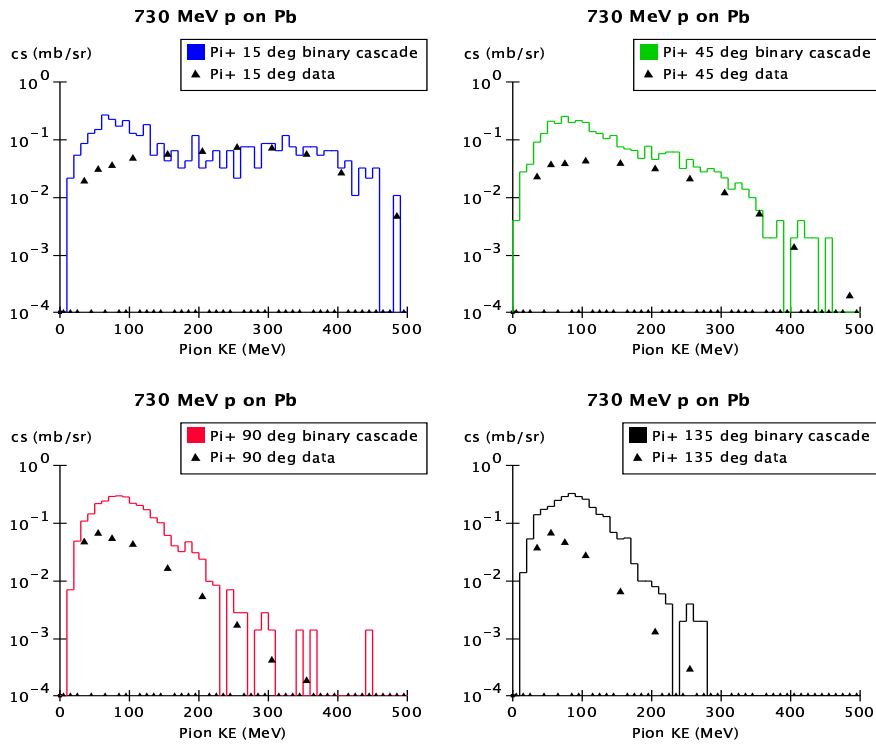 730 MeV p on Pb
cs (mb/sr)
Pi+ 15 deg binary cascade
Pi+ 15 deg data
10^0
10^-1
10^-2
10^-3
10^-4
0 100 200 300 400 500
Pion KE (MeV)
730 MeV p on Pb
cs (mb/sr)
Pi+ 45 deg binary cascade
Pi+ 45 deg data
10^0
10^-1
10^-2
10^-3
10^-4
0 100 200 300 400 500
Pion KE (MeV)
730 MeV p on Pb
cs (mb/sr)
Pi+ 90 deg binary cascade
Pi+ 90 deg data
10^0
10^-1
10^-2
10^-3
10^-4
0 100 200 300 400 500
Pion KE (MeV)
730 MeV p on Pb
cs (mb/sr)
Pi+ 135 deg binary cascade
Pi+ 135 deg data
10^0
10^-1
10^-2
10^-3
10^-4
0 100 200 300 400 500
Pion KE (MeV)